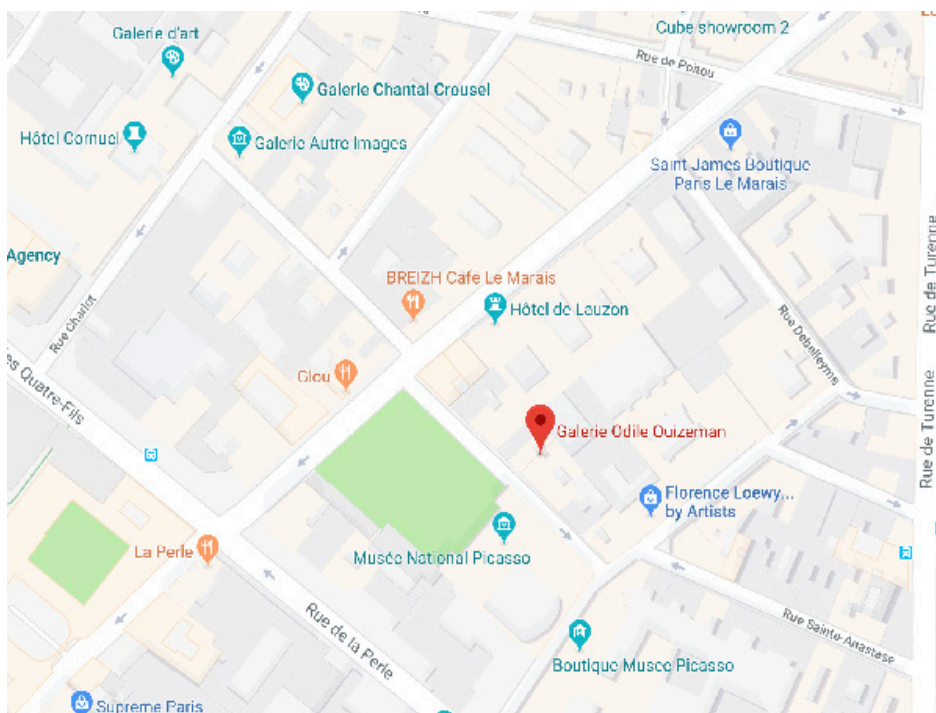 Cube showroom 2
Galerie d'art
Rue de Poitou
Galerie Chantal Crousel
Hôtel Cornuel
Galerie Autre Images
Saint James Boutique
Paris Le Marais
Agency
Rue de Turenne
BREIZH Cafe Le Marais
Hôtel de Lauzon
Rue Charlot
Rue Debelleyme
Glou
es Quatre-Fils
Rue de Turenne
Galerie Odile Ouizeman
Florence Loewy...
by Artists
La Perle
Musée National Picasso
Rue de la Perle
Rue Sainte-Anastase
Boutique Musee Picasso
Supreme Paris